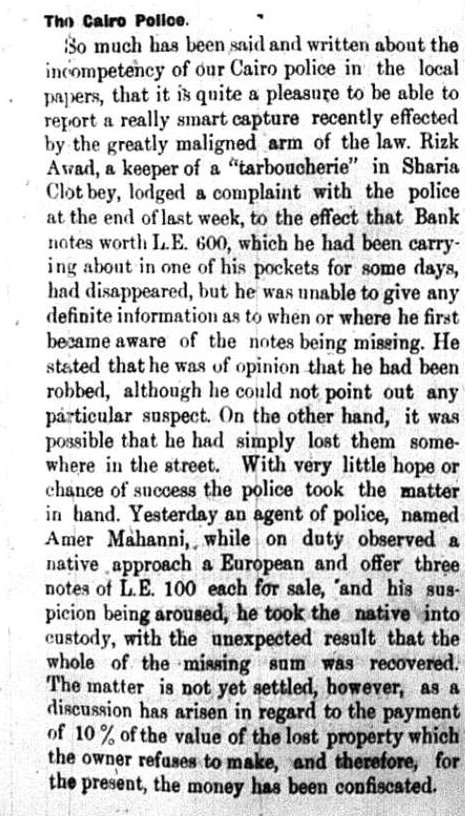 The Cairo Police.
So much has been said and written about the
incompetency of our Cairo police in the local
papers, that it is quite a pleasure to be able to
report a really smart capture recently effected
by the greatly maligned arm of the law. Rizk
Awad, a keeper of a "tarboucherie" in Sharia
Clot bey, lodged a complaint with the police
at the end of last week, to the effect that Bank
notes worth L.E. 600, which he had been carry-
ing about in one of his pockets for some days,
had disappeared, but he was unable to give any
definite information as to when or where he first
became aware of the notes being missing. He
stated that he was of opinion that he had been
robbed, although he could not point out any
particular suspect. On the other hand, it was
possible that he had simply lost them some-
where in the street. With very little hope or
chance of success the police took the matter
in hand. Yesterday an agent of police, named
Amer Mahanni, while on duty observed a
native approach a European and offer three
notes of L.E. 100 each for sale, and his sus-
picion being aroused, he took the native into
custody, with the unexpected result that the
whole of the missing sum was recovered.
The matter is not yet settled, however, as a
discussion has arisen in regard to the payment
of 10 % of the value of the lost property which
the owner refuses to make, and therefore, for
the present, the money has been confiscated.